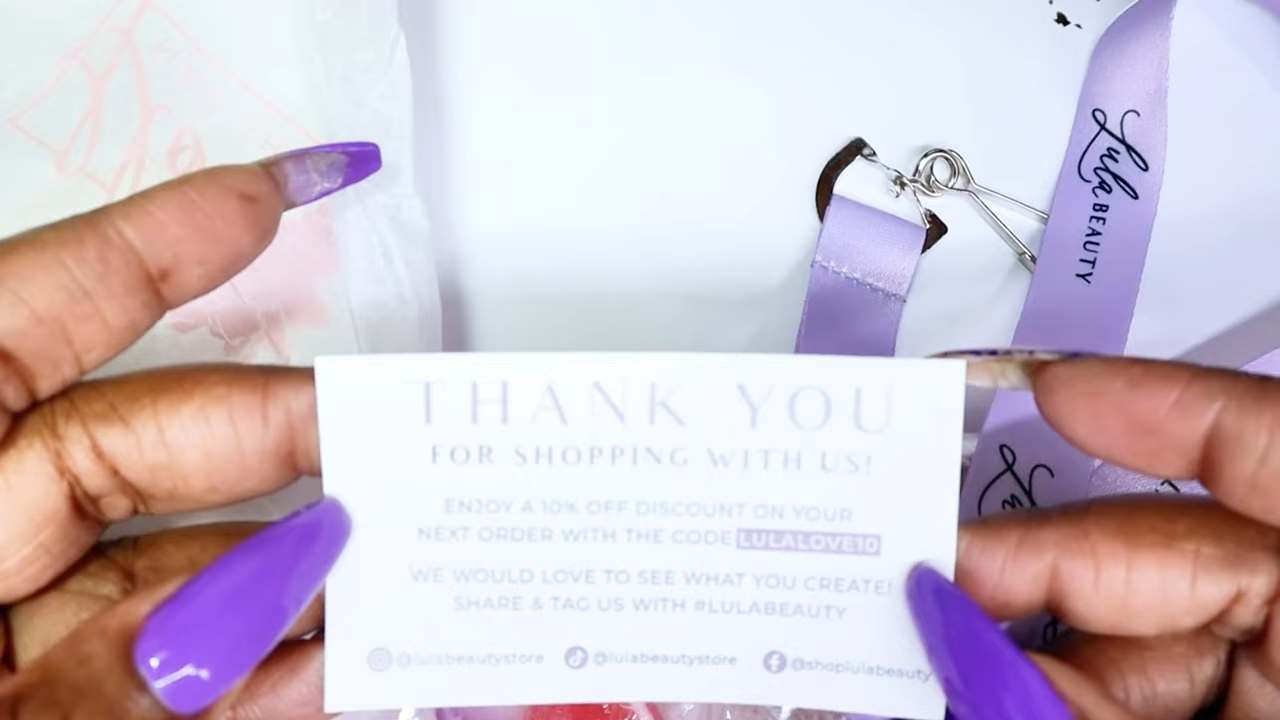 Lula BEAUTY
THANK YOU
FOR SHOPPING WITH US!
ENJOY A 10% OFF DISCOUNT ON YOUR
NEXT ORDER WITH THE CODE LULALOVE10
WE WOULD LOVE TO SEE WHAT YOU CREATE!
SHARE & TAG US WITH #LULABEAUTY
@lulabeautystore @lulabeautystore @shoplulabeauty